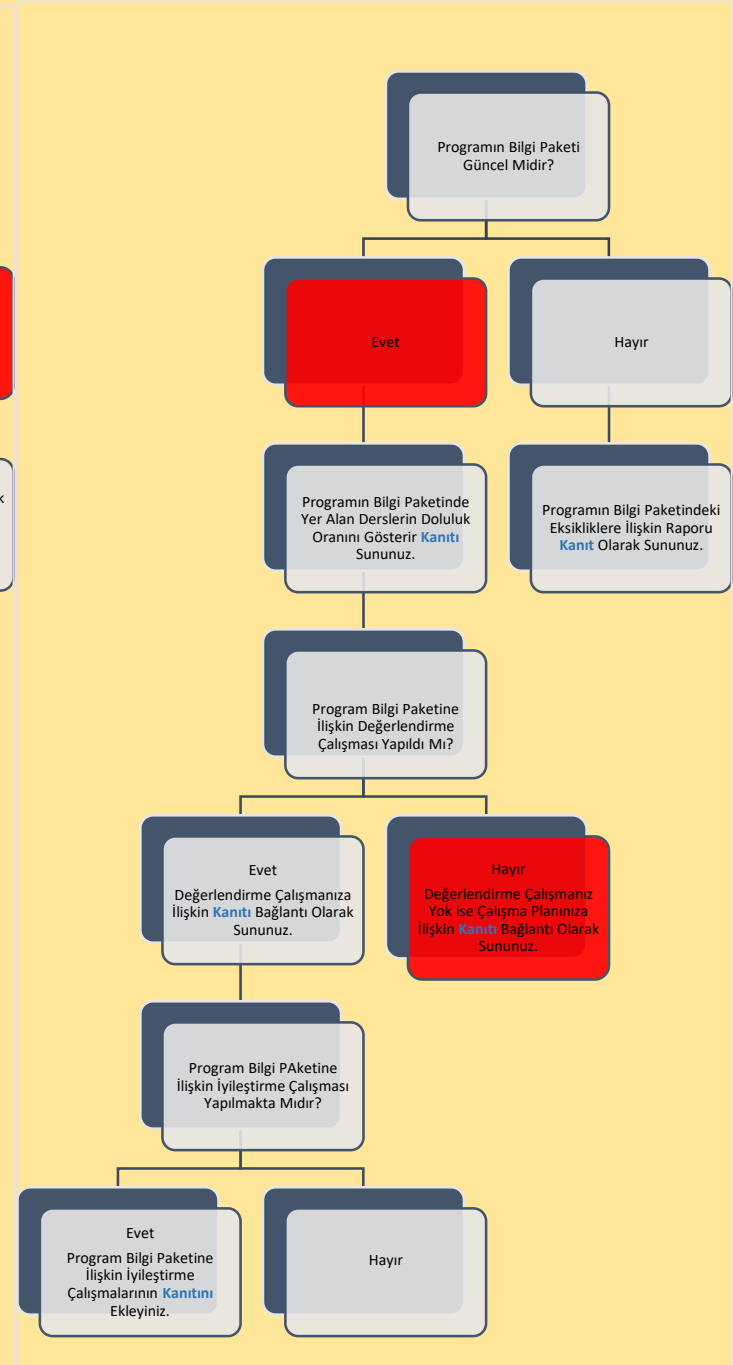 Programın Bilgi Paketi
Güncel Midir?
Evet
Hayır
k
Programın Bilgi Paketinde
Yer Alan Derslerin Doluluk
Oranını Gösterir Kanıtı
Sununuz.
Programın Bilgi Paketindeki
Eksikliklere İlişkin Raporu
Kanıt Olarak Sununuz.
Program Bilgi Paketine
İlişkin Değerlendirme
Çalışması Yapıldı Mı?
Evet
Değerlendirme Çalışmanıza
İlişkin Kanıtı Bağlantı Olarak
Sununuz.
Hayır
Değerlendirme Çalışmanız
Yok ise Çalışma Planınıza
İlişkin Kanıtı Bağlantı Olarak
Sununuz.
Program Bilgi PAketine
İlişkin İyileştirme Çalışması
Yapılmakta Mıdır?
Evet
Program Bilgi Paketine
İlişkin İyileştirme
Çalışmalarının Kanıtını
Ekleyiniz.
Hayır